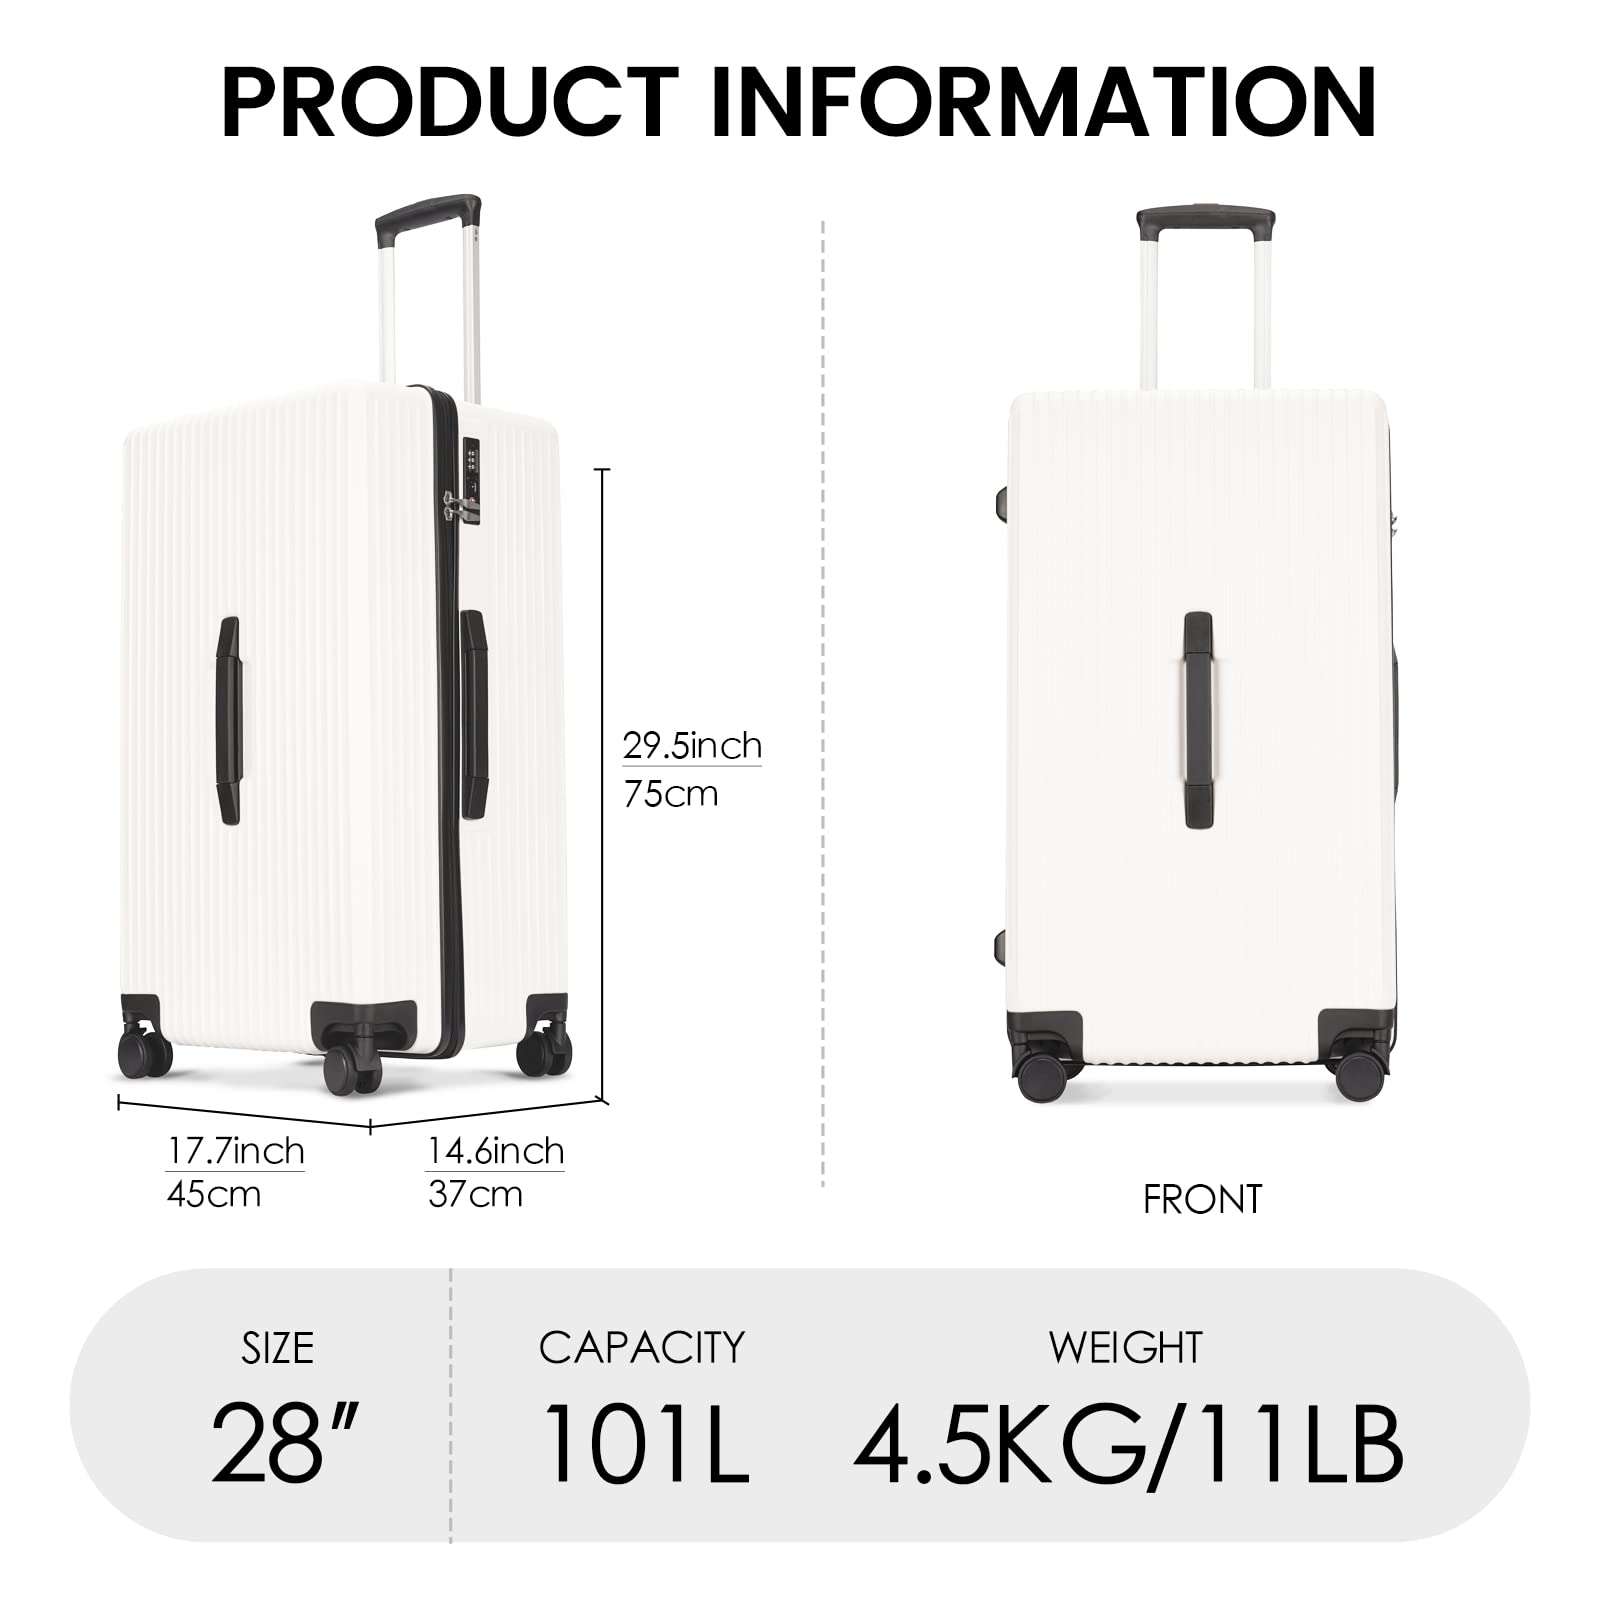 PRODUCT INFORMATION
29.5inch
75cm
17.7inch
45cm
14.6inch
37cm
FRONT
SIZE
28″
CAPACITY
101L
WEIGHT
4.5KG/11LB